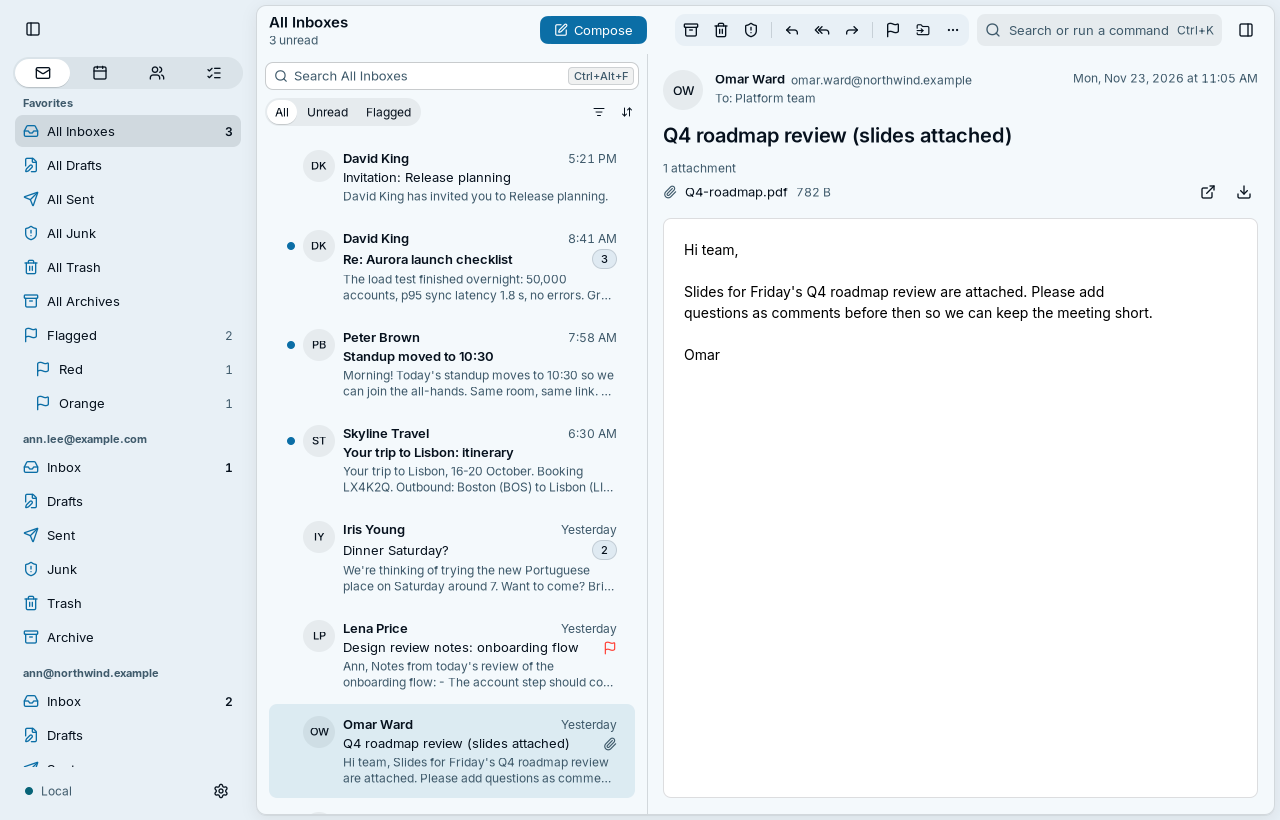 Favorites
All Inboxes 3
All Drafts
All Sent
All Junk
All Trash
All Archives
Flagged 2
Red 1
Orange 1
ann.lee@example.com
Inbox 1
Drafts
Sent
Junk
Trash
Archive
ann@northwind.example
Inbox 2
Drafts
Local
All Inboxes
3 unread
Compose
Search All Inboxes Ctrl+Alt+F
All Unread Flagged
DK David King 5:21 PM
Invitation: Release planning
David King has invited you to Release planning.
DK David King 8:41 AM
Re: Aurora launch checklist 3
The load test finished overnight: 50,000
accounts, p95 sync latency 1.8 s, no errors. Gr...
PB Peter Brown 7:58 AM
Standup moved to 10:30
Morning! Today's standup moves to 10:30 so we
can join the all-hands. Same room, same link. ...
ST Skyline Travel 6:30 AM
Your trip to Lisbon: itinerary
Your trip to Lisbon, 16-20 October. Booking
LX4K2Q. Outbound: Boston (BOS) to Lisbon (LI...
IY Iris Young Yesterday
Dinner Saturday? 2
We're thinking of trying the new Portuguese
place on Saturday around 7. Want to come? Bri...
LP Lena Price Yesterday
Design review notes: onboarding flow
Ann, Notes from today's review of the
onboarding flow: - The account step should co...
OW Omar Ward Yesterday
Q4 roadmap review (slides attached)
Hi team, Slides for Friday's Q4 roadmap review
are attached. Please add questions as comme...
Search or run a command Ctrl+K
OW Omar Ward omar.ward@northwind.example Mon, Nov 23, 2026 at 11:05 AM
To: Platform team
Q4 roadmap review (slides attached)
1 attachment
Q4-roadmap.pdf 782 B
Hi team,
Slides for Friday's Q4 roadmap review are attached. Please add
questions as comments before then so we can keep the meeting short.
Omar